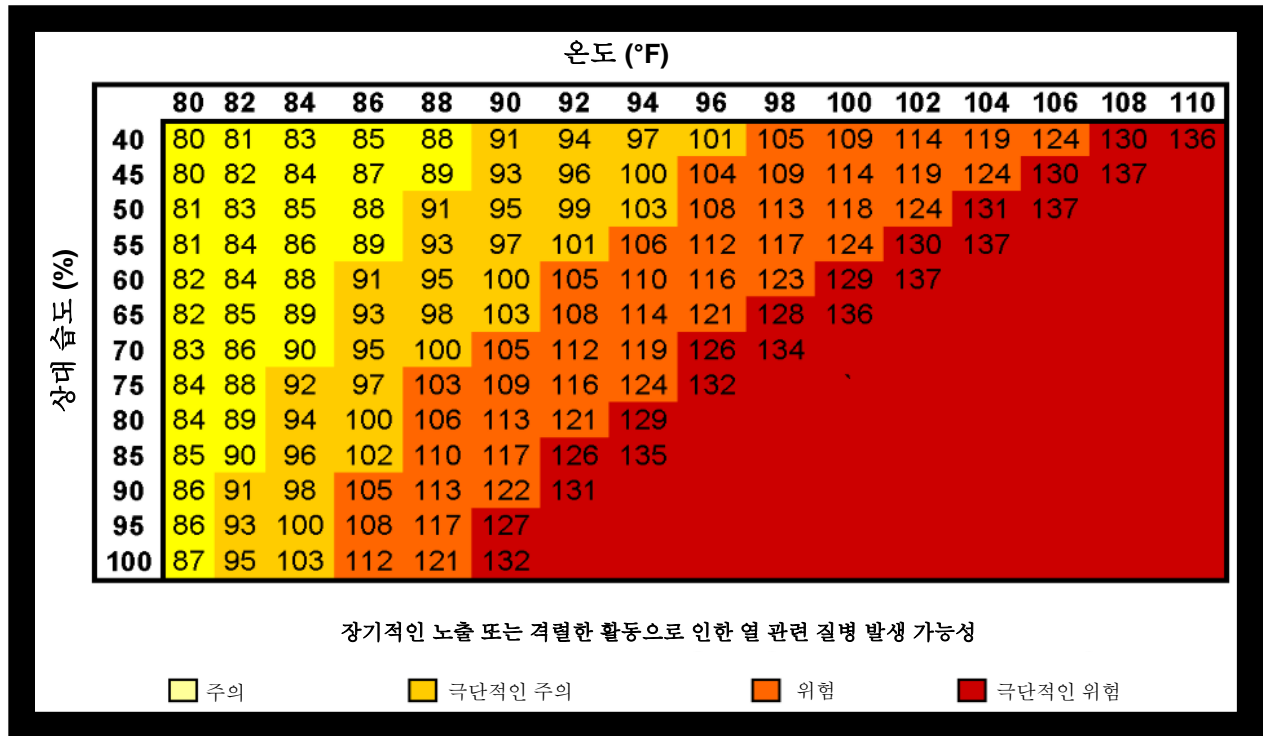 온도 (°F)
80 82 84 86 88 90 92 94 96 98 100 102 104 106 108 110
상대 습도 (%)
40 80 81 83 85 88 91 94 97 101 105 109 114 119 124 130 136
45 80 82 84 87 89 93 96 100 104 109 114 119 124 130 137
50 81 83 85 88 91 95 99 103 108 113 118 124 131 137
55 81 84 86 89 93 97 101 106 112 117 124 130 137
60 82 84 88 91 95 100 105 110 116 123 129 137
65 82 85 89 93 98 103 108 114 121 128 136
70 83 86 90 95 100 105 112 119 126 134
75 84 88 92 97 103 109 116 124 132
80 84 89 94 100 106 113 121 129
85 85 90 96 102 110 117 126 135
90 86 91 98 105 113 122 131
95 86 93 100 108 117 127
100 87 95 103 112 121 132
장기적인 노출 또는 격렬한 활동으로 인한 열 관련 질병 발생 가능성
주의 극단적인 주의 위험 극단적인 위험